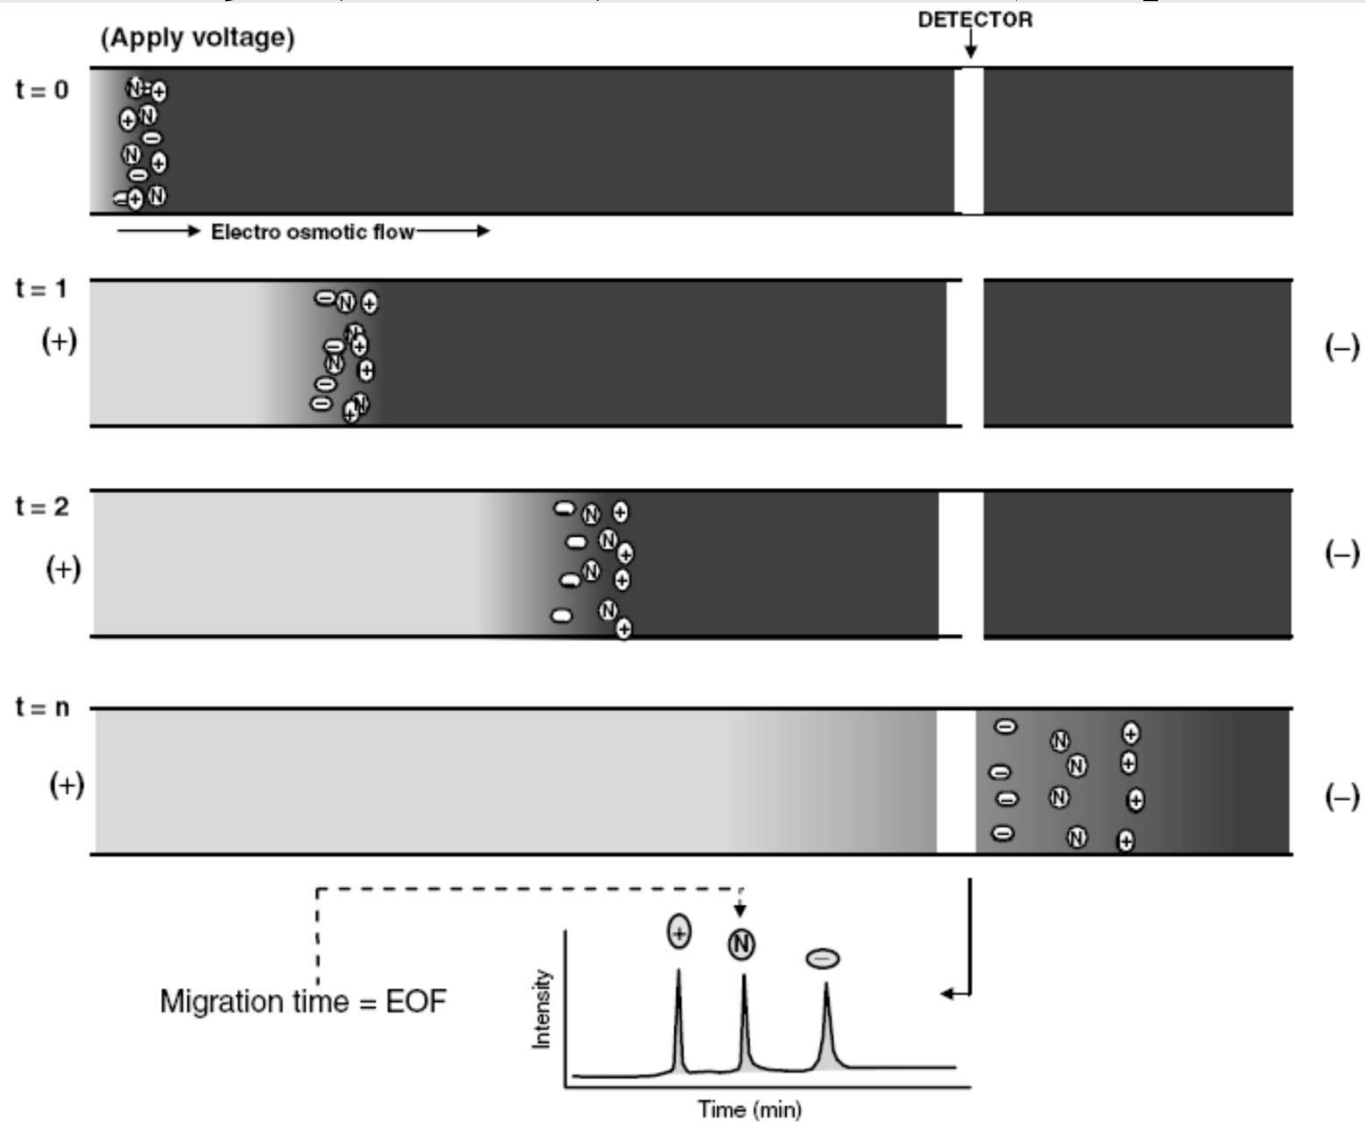 DETECTOR
(Apply voltage)
t = 0
N + + N − N + − − + N
Electro osmotic flow
t = 1
(+)
− N + N − + N + − − N +
(–)
t = 2
(+)
− N + − N + − N + − N +
(–)
t = n
(+)
− N + − N + − N + − N +
(–)
+ N −
Migration time = EOF
Intensity
Time (min)